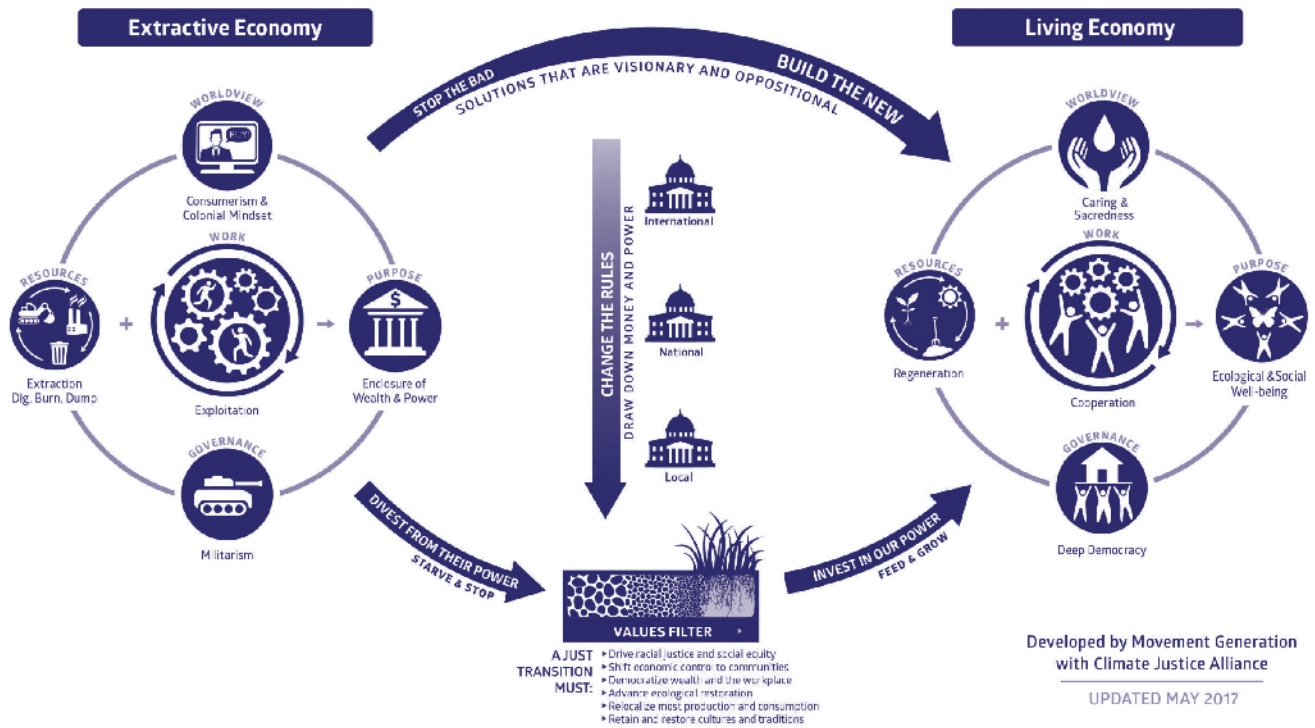 Extractive Economy
WORLDVIEW
BUY
Consumerism &
Colonial Mindset
RESOURCES
Extraction
Dig, Burn, Dump
+
WORK
Exploitation
PURPOSE
$
Enclosure of
Wealth & Power
GOVERNANCE
Militarism
STOP THE BAD
BUILD THE NEW
SOLUTIONS THAT ARE VISIONARY AND OPPOSITIONAL
CHANGE THE RULES
DRAW DOWN MONEY AND POWER
International
National
Local
DIVEST FROM THEIR POWER
STARVE & STOP
VALUES FILTER
A JUST
TRANSITION
MUST:
Drive racial justice and social equity
Shift economic control to communities
Democratize wealth and the workplace
Advance ecological restoration
Relocalize most production and consumption
Retain and restore cultures and traditions
INVEST IN OUR POWER
FEED & GROW
Living Economy
WORLDVIEW
Caring &
Sacredness
RESOURCES
Regeneration
+
WORK
Cooperation
PURPOSE
Ecological & Social
Well-being
GOVERNANCE
Deep Democracy
Developed by Movement Generation
with Climate Justice Alliance
UPDATED MAY 2017